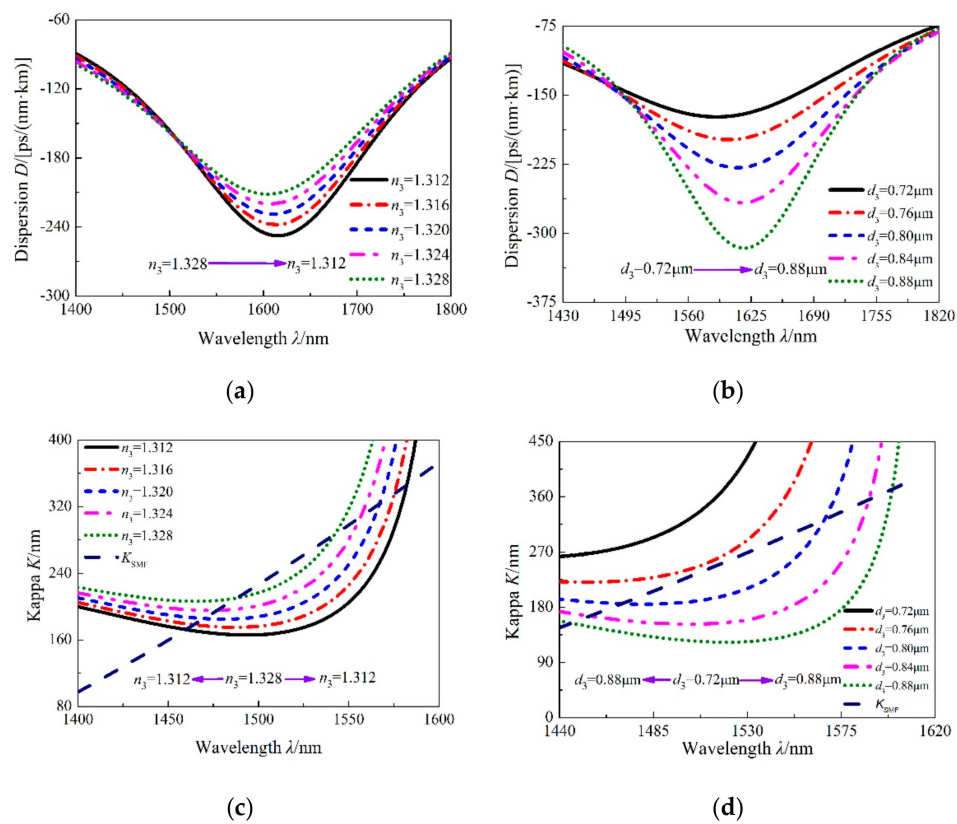 -60
-120
-180
-240
-300
Dispersion D/[ps/(nm·km)]
n3=1.312
n3=1.316
n3=1.320
n3=1.324
n3=1.328
n3=1.328 n3=1.312
1400 1500 1600 1700 1800
Wavelength λ/nm
(a)
-75
-150
-225
-300
-375
Dispersion D/[ps/(nm·km)]
d3=0.72μm
d3=0.76μm
d3=0.80μm
d3=0.84μm
d3=0.88μm
d3−0.72μm d3=0.88μm
1430 1495 1560 1625 1690 1755 1820
Wavelength λ/nm
(b)
400
320
240
160
80
Kappa K/nm
n3=1.312
n3=1.316
n3−1.320
n3=1.324
n3=1.328
KSMF
n3=1.312 n3=1.328 n3=1.312
1400 1450 1500 1550 1600
Wavelength λ/nm
(c)
450
360
270
180
90
0
Kappa K/nm
d3=0.72μm
d3=0.76μm
d3=0.80μm
d3=0.84μm
d3−0.88μm
KSMF
d3=0.88μm d3−0.72μm d3=0.88μm
1440 1485 1530 1575 1620
Wavelength λ/nm
(d)